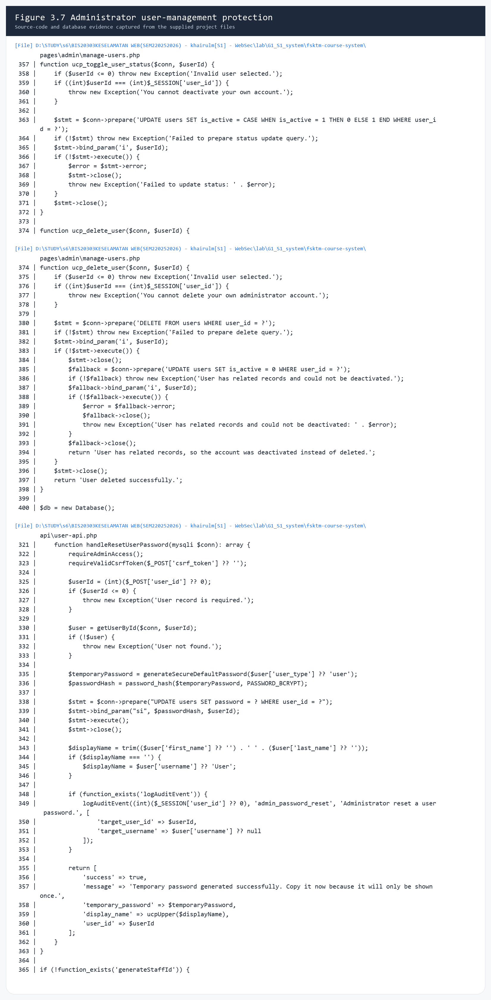 Figure 3.7 Administrator user-management protection
Source-code and database evidence captured from the supplied project files
[File] D:\STUDY\s6\BIS20303KESELAMATAN WEB(SEM220252026) - khairulm[S1] - WebSec\lab\G1_S1_system\fsktm-course-system\
pages\admin\manage-users.php
357 | function ucp_toggle_user_status($conn, $userId) {
358 |     if ($userId <= 0) throw new Exception('Invalid user selected.');
359 |     if ((int)$userId === (int)$_SESSION['user_id']) {
360 |         throw new Exception('You cannot deactivate your own account.');
361 |     }
362 |
363 |     $stmt = $conn->prepare('UPDATE users SET is_active = CASE WHEN is_active = 1 THEN 0 ELSE 1 END WHERE user_i
d = ?');
364 |     if (!$stmt) throw new Exception('Failed to prepare status update query.');
365 |     $stmt->bind_param('i', $userId);
366 |     if (!$stmt->execute()) {
367 |         $error = $stmt->error;
368 |         $stmt->close();
369 |         throw new Exception('Failed to update status: ' . $error);
370 |     }
371 |     $stmt->close();
372 | }
373 |
374 | function ucp_delete_user($conn, $userId) {
[File] D:\STUDY\s6\BIS20303KESELAMATAN WEB(SEM220252026) - khairulm[S1] - WebSec\lab\G1_S1_system\fsktm-course-system\
pages\admin\manage-users.php
374 | function ucp_delete_user($conn, $userId) {
375 |     if ($userId <= 0) throw new Exception('Invalid user selected.');
376 |     if ((int)$userId === (int)$_SESSION['user_id']) {
377 |         throw new Exception('You cannot delete your own administrator account.');
378 |     }
379 |
380 |     $stmt = $conn->prepare('DELETE FROM users WHERE user_id = ?');
381 |     if (!$stmt) throw new Exception('Failed to prepare delete query.');
382 |     $stmt->bind_param('i', $userId);
383 |     if (!$stmt->execute()) {
384 |         $stmt->close();
385 |         $fallback = $conn->prepare('UPDATE users SET is_active = 0 WHERE user_id = ?');
386 |         if (!$fallback) throw new Exception('User has related records and could not be deactivated.');
387 |         $fallback->bind_param('i', $userId);
388 |         if (!$fallback->execute()) {
389 |             $error = $fallback->error;
390 |             $fallback->close();
391 |             throw new Exception('User has related records and could not be deactivated: ' . $error);
392 |         }
393 |         $fallback->close();
394 |         return 'User has related records, so the account was deactivated instead of deleted.';
395 |     }
396 |     $stmt->close();
397 |     return 'User deleted successfully.';
398 | }
399 |
400 | $db = new Database();
[File] D:\STUDY\s6\BIS20303KESELAMATAN WEB(SEM220252026) - khairulm[S1] - WebSec\lab\G1_S1_system\fsktm-course-system\
api\user-api.php
321 |     function handleResetUserPassword(mysqli $conn): array {
322 |         requireAdminAccess();
323 |         requireValidCsrfToken($_POST['csrf_token'] ?? '');
324 |
325 |         $userId = (int)($_POST['user_id'] ?? 0);
326 |         if ($userId <= 0) {
327 |             throw new Exception('User record is required.');
328 |         }
329 |
330 |         $user = getUserById($conn, $userId);
331 |         if (!$user) {
332 |             throw new Exception('User not found.');
333 |         }
334 |
335 |         $temporaryPassword = generateSecureDefaultPassword($user['user_type'] ?? 'user');
336 |         $passwordHash = password_hash($temporaryPassword, PASSWORD_BCRYPT);
337 |
338 |         $stmt = $conn->prepare("UPDATE users SET password = ? WHERE user_id = ?");
339 |         $stmt->bind_param("si", $passwordHash, $userId);
340 |         $stmt->execute();
341 |         $stmt->close();
342 |
343 |         $displayName = trim(($user['first_name'] ?? '') . ' ' . ($user['last_name'] ?? ''));
344 |         if ($displayName === '') {
345 |             $displayName = $user['username'] ?? 'User';
346 |         }
347 |
348 |         if (function_exists('logAuditEvent')) {
349 |             logAuditEvent((int)($_SESSION['user_id'] ?? 0), 'admin_password_reset', 'Administrator reset a user
password.', [
350 |                 'target_user_id' => $userId,
351 |                 'target_username' => $user['username'] ?? null
352 |             ]);
353 |         }
354 |
355 |         return [
356 |             'success' => true,
357 |             'message' => 'Temporary password generated successfully. Copy it now because it will only be shown
once.',
358 |             'temporary_password' => $temporaryPassword,
359 |             'display_name' => ucpUpper($displayName),
360 |             'user_id' => $userId
361 |         ];
362 |     }
363 | }
364 |
365 | if (!function_exists('generateStaffId')) {